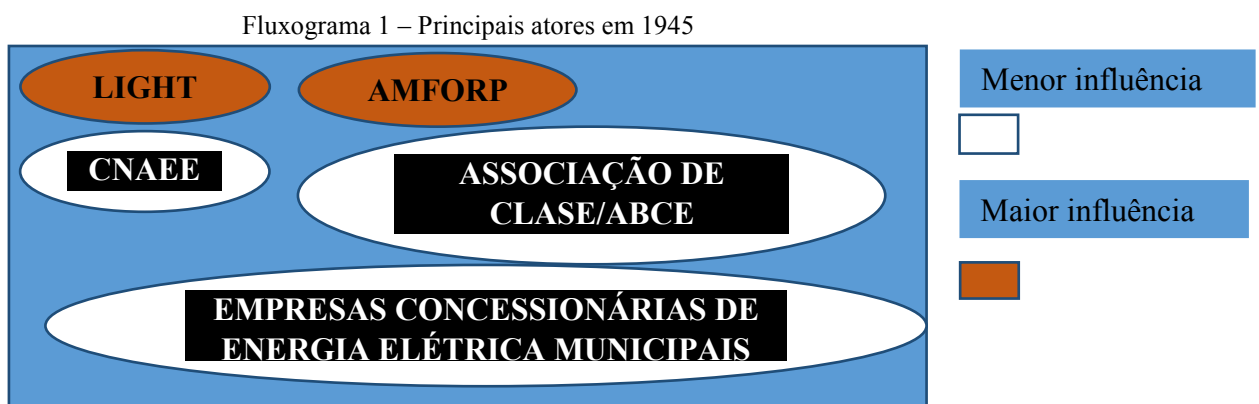 Fluxograma 1 – Principais atores em 1945
LIGHT
AMFORP
CNAEE
ASSOCIAÇÃO DE
CLASE/ABCE
EMPRESAS CONCESSIONÁRIAS DE
ENERGIA ELÉTRICA MUNICIPAIS
Menor influência
Maior influência